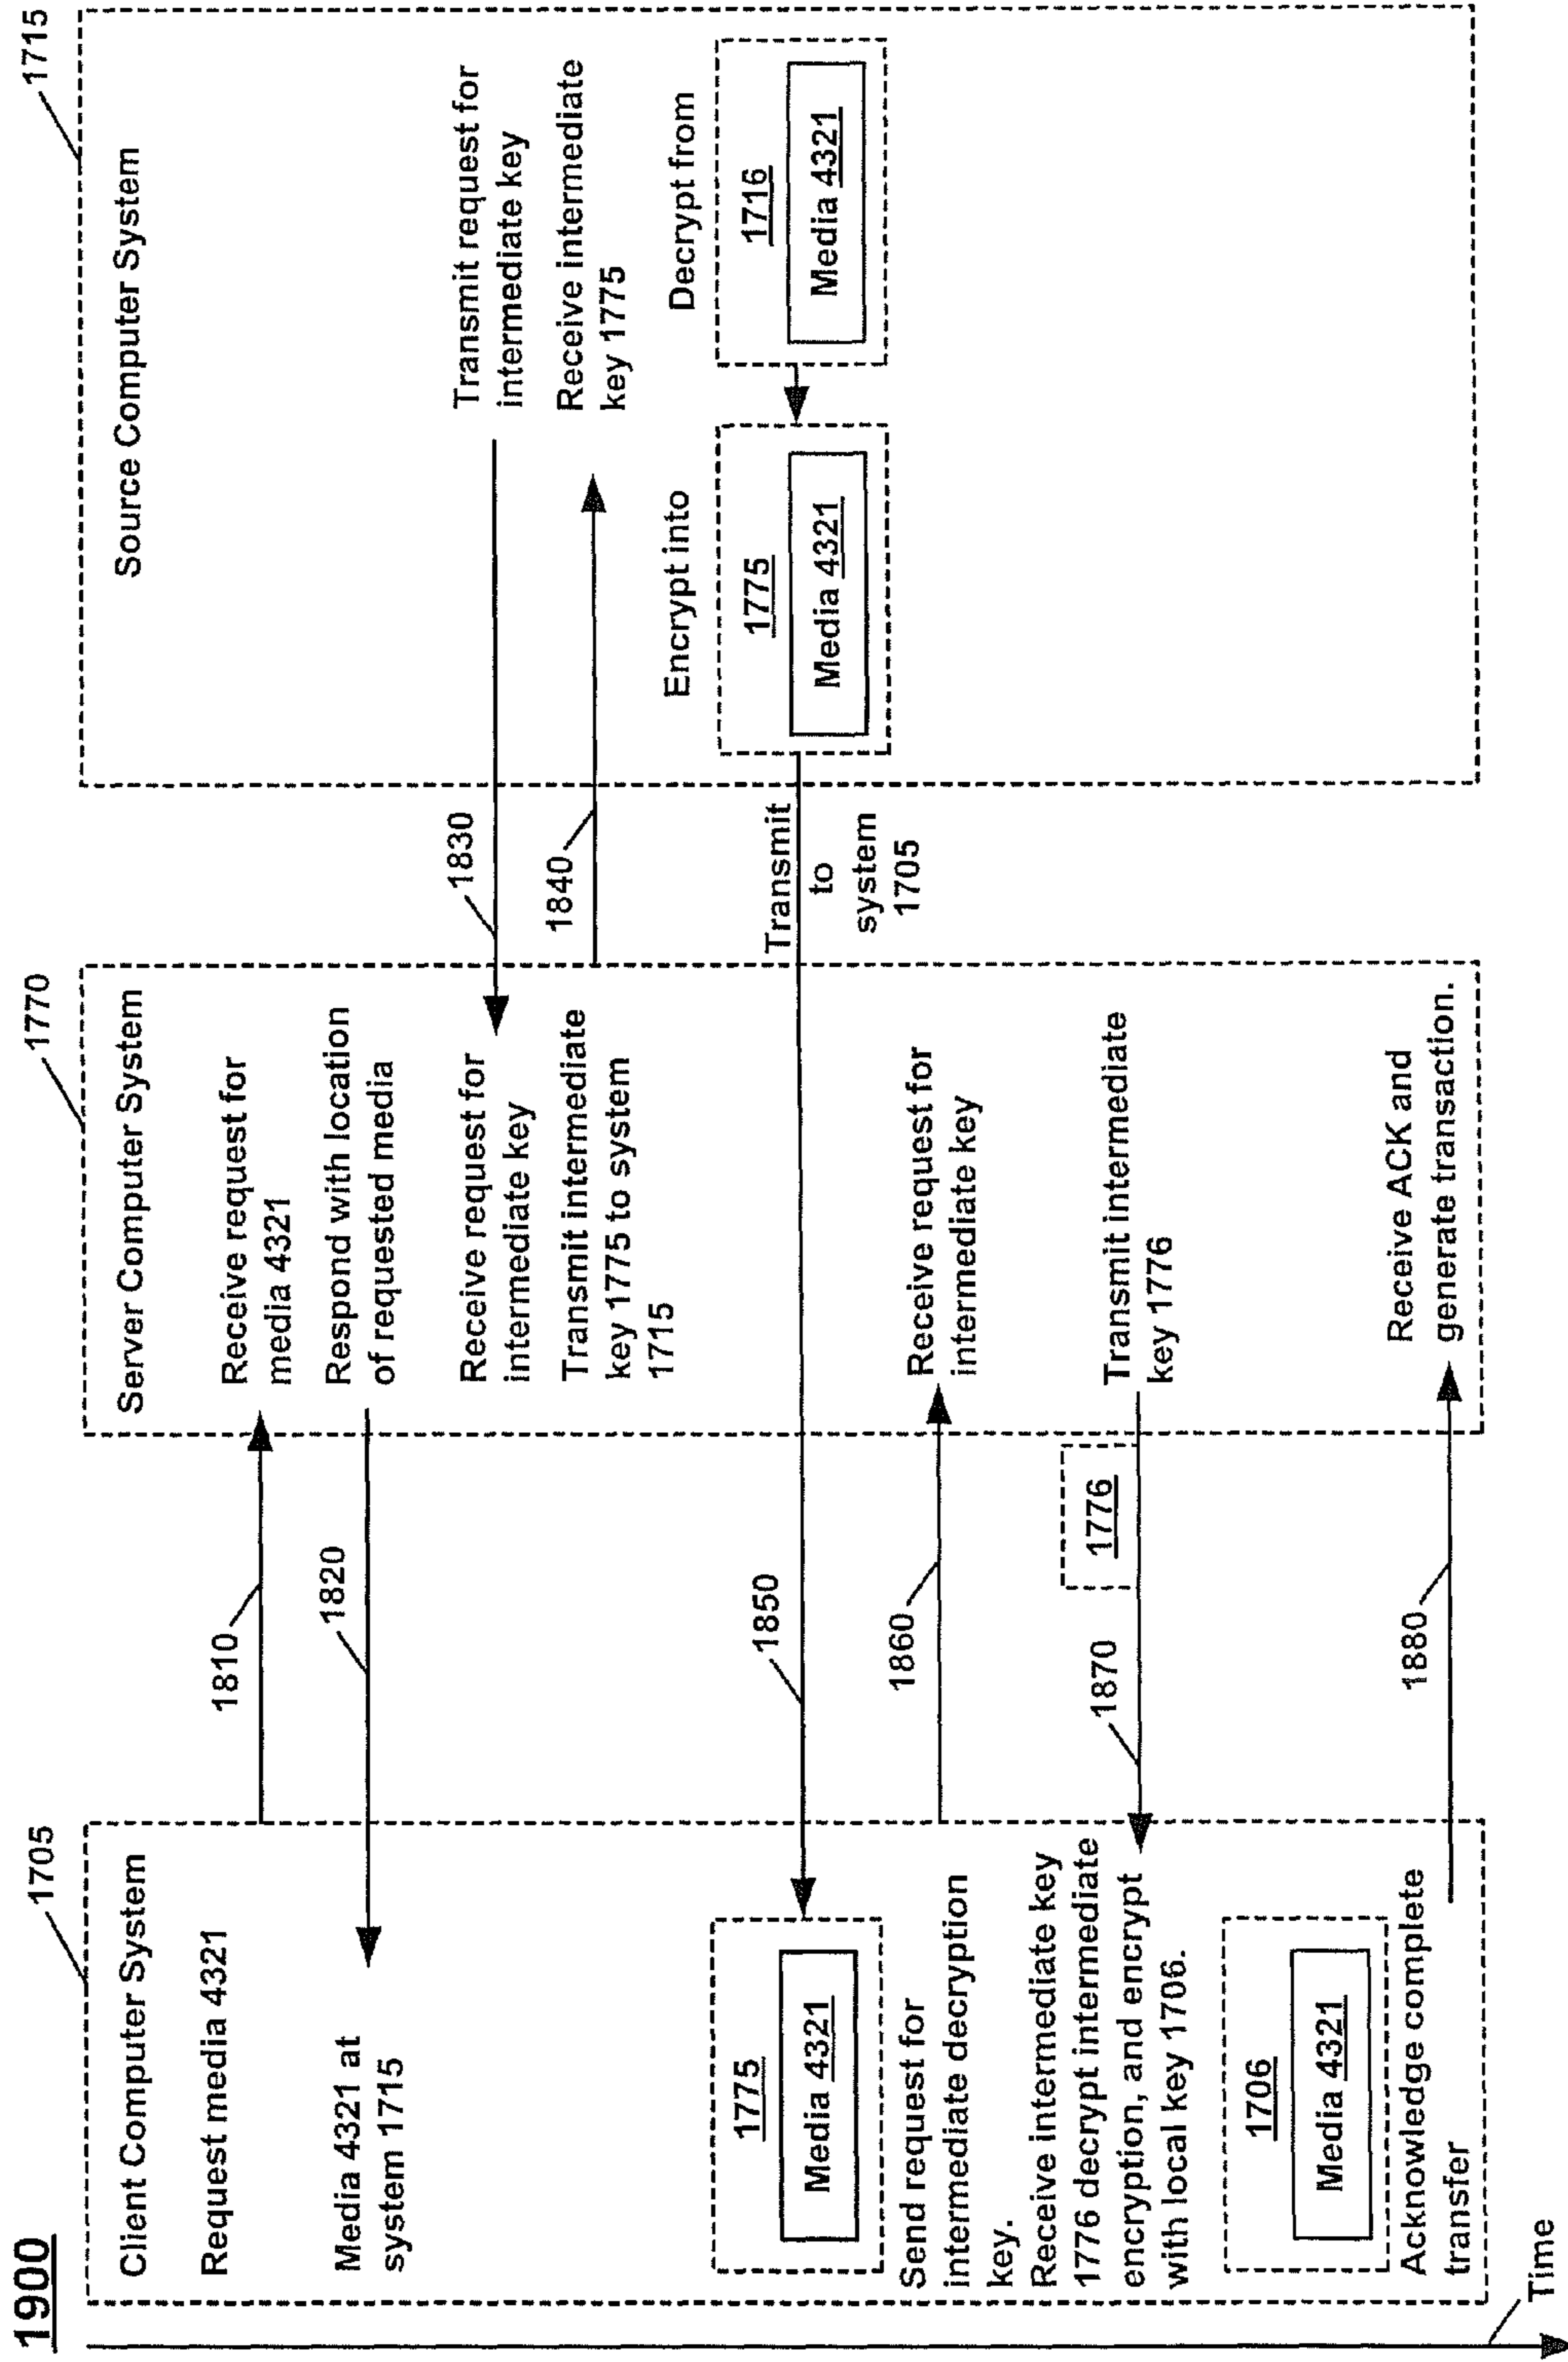 1900
1705
Client Computer System
Request media 4321
Media 4321 at
system 1715
1775
Media 4321
Send request for
intermediate decryption
key.
Receive intermediate key
1776 decrypt intermediate
encryption, and encrypt
with local key 1706.
1706
Media 4321
Acknowledge complete
transfer
Time
1810
1820
1850
1860
1870
1776
1880
1770
Server Computer System
Receive request for
media 4321
Respond with location
of requested media
Receive request for
intermediate key
Transmit intermediate
key 1775 to system
1715
Receive request for
intermediate key
Transmit intermediate
key 1776
Receive ACK and
generate transaction.
1830
1840
Transmit
to
system
1705
1715
Source Computer System
Transmit request for
intermediate key
Receive intermediate
key 1775
Encrypt into
1775
Media 4321
Decrypt from
1716
Media 4321